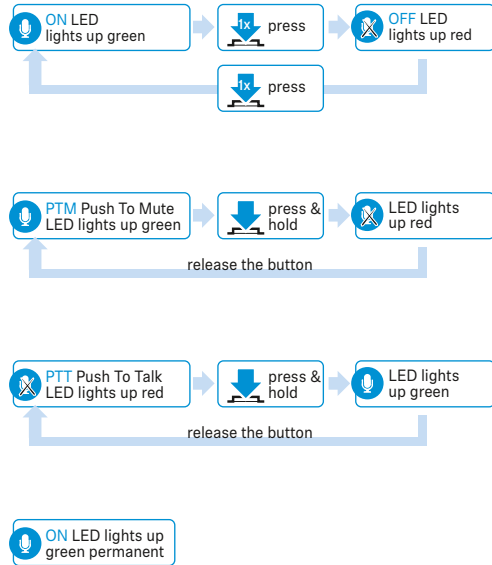 ON LED
lights up green
1x
press
OFF LED
lights up red
1x
press
PTM Push To Mute
LED lights up green
press &
hold
LED lights
up red
release the button
PTT Push To Talk
LED lights up red
press &
hold
LED lights
up green
release the button
ON LED lights up
green permanent